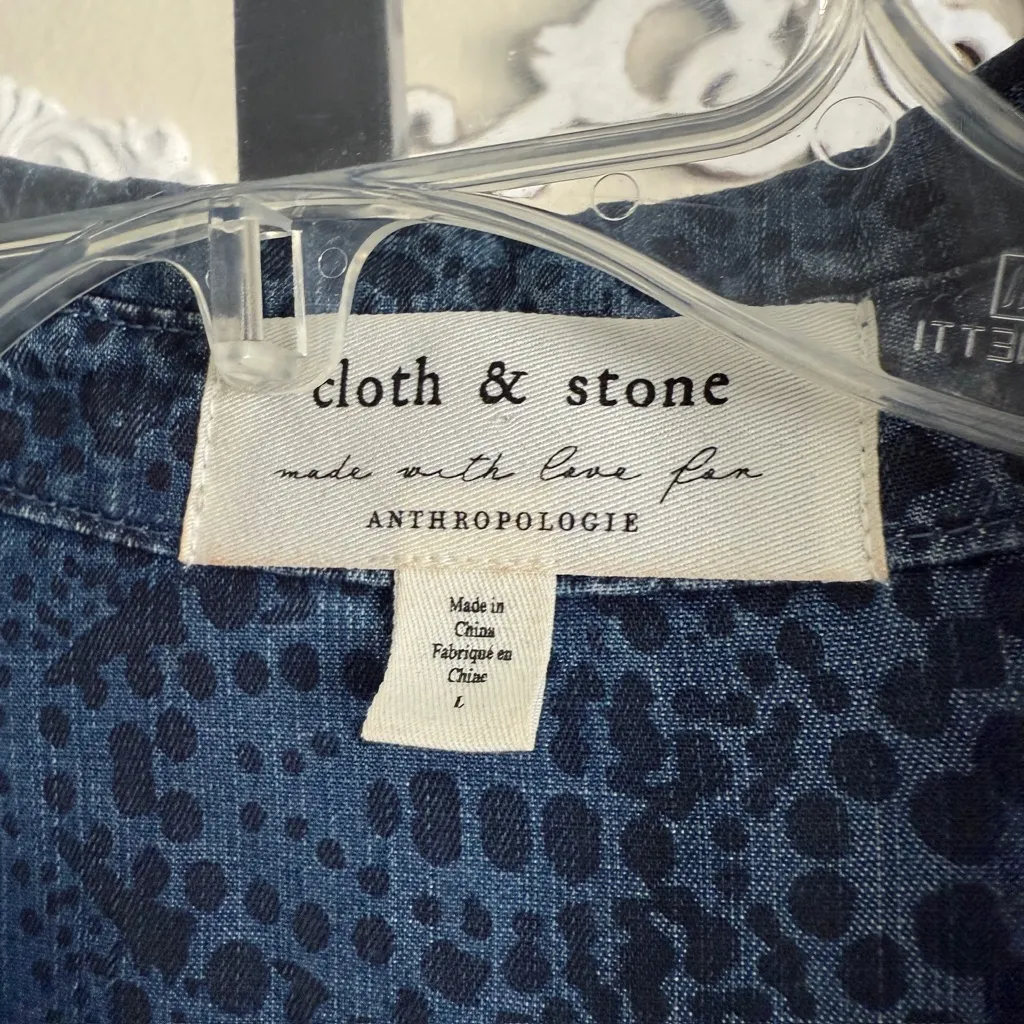 cloth & stone
made with love for
ANTHROPOLOGIE
Made in
China
Fabriqué en
Chine
L